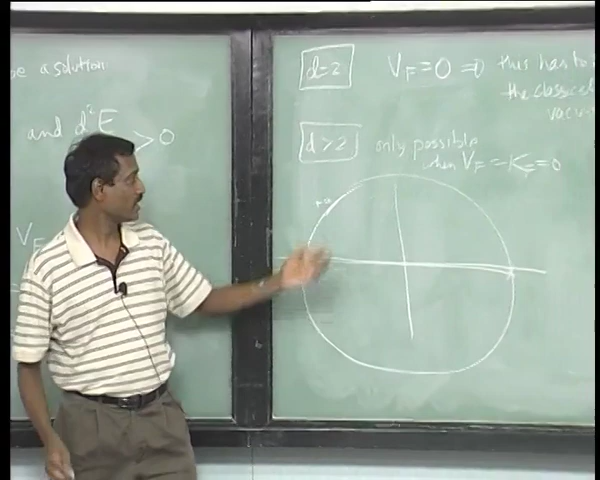 be a solution
and d²E > 0
V_F
d=2 V_F = 0 ⇒ this has to
the classical
vacu
d > 2 only possible
when V_F = -K_F = 0